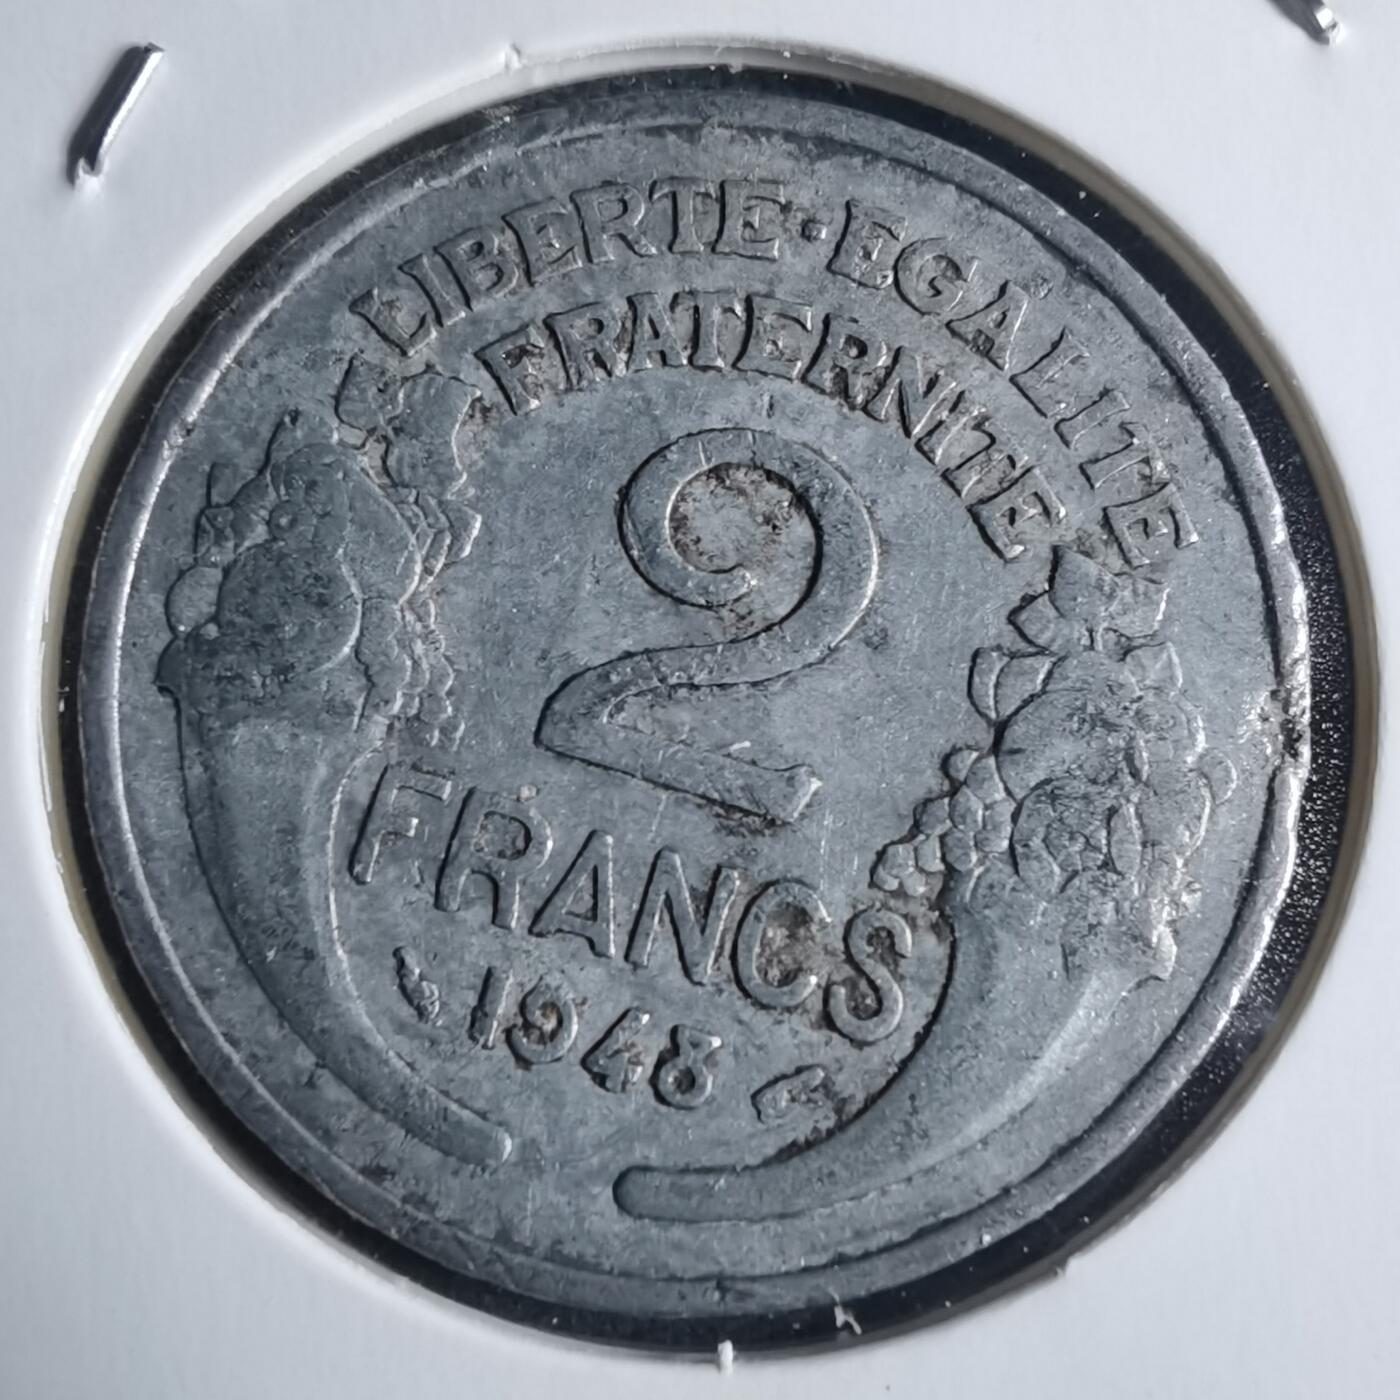 LIBERTE·EGALITE
FRATERNITE
2
FRANCS
1948